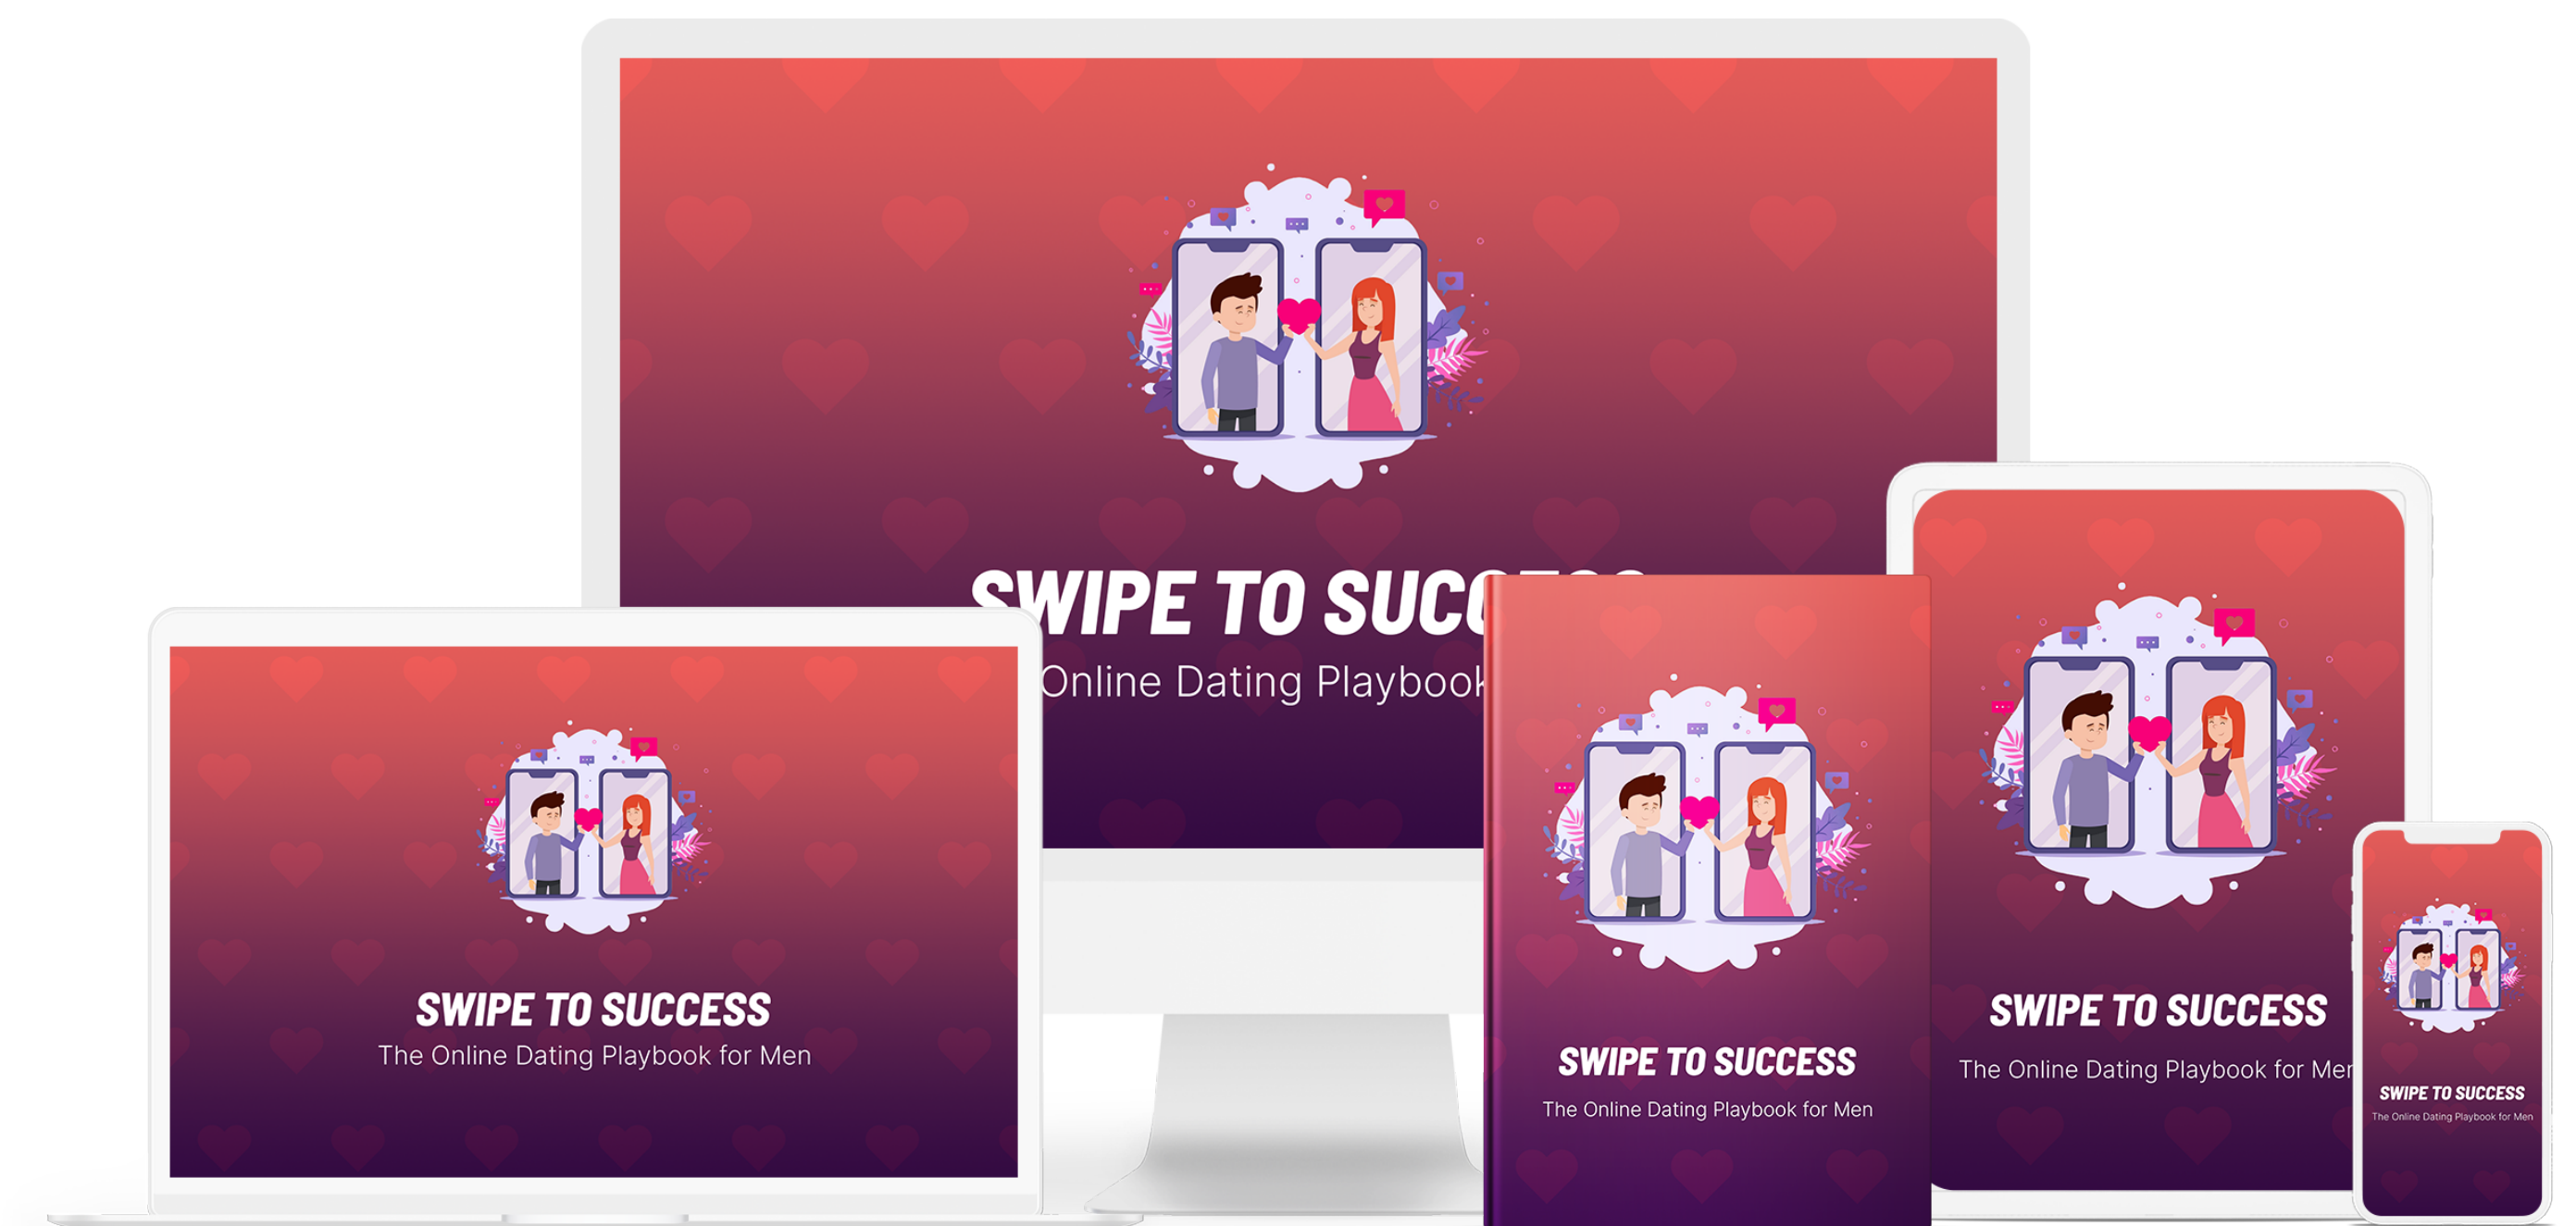 SWIPE TO SUCC
Online Dating Playbook
SWIPE TO SUCCESS
The Online Dating Playbook for Men
SWIPE TO SUCCESS
The Online Dating Playbook for Men
SWIPE TO SUCCESS
The Online Dating Playbook for Men
SWIPE TO SUCCESS
The Online Dating Playbook for Men